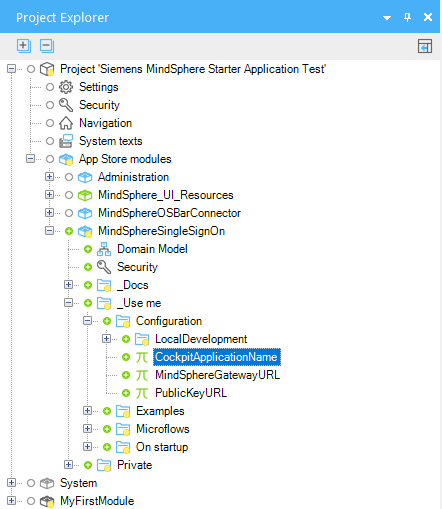 Project Explorer
Project 'Siemens MindSphere Starter Application Test'
Settings
Security
Navigation
System texts
App Store modules
Administration
MindSphere_UI_Resources
MindSphereOSBarConnector
MindSphereSingleSignOn
Domain Model
Security
_Docs
_Use me
Configuration
LocalDevelopment
CockpitApplicationName
MindSphereGatewayURL
PublicKeyURL
Examples
Microflows
On startup
Private
System
MyFirstModule